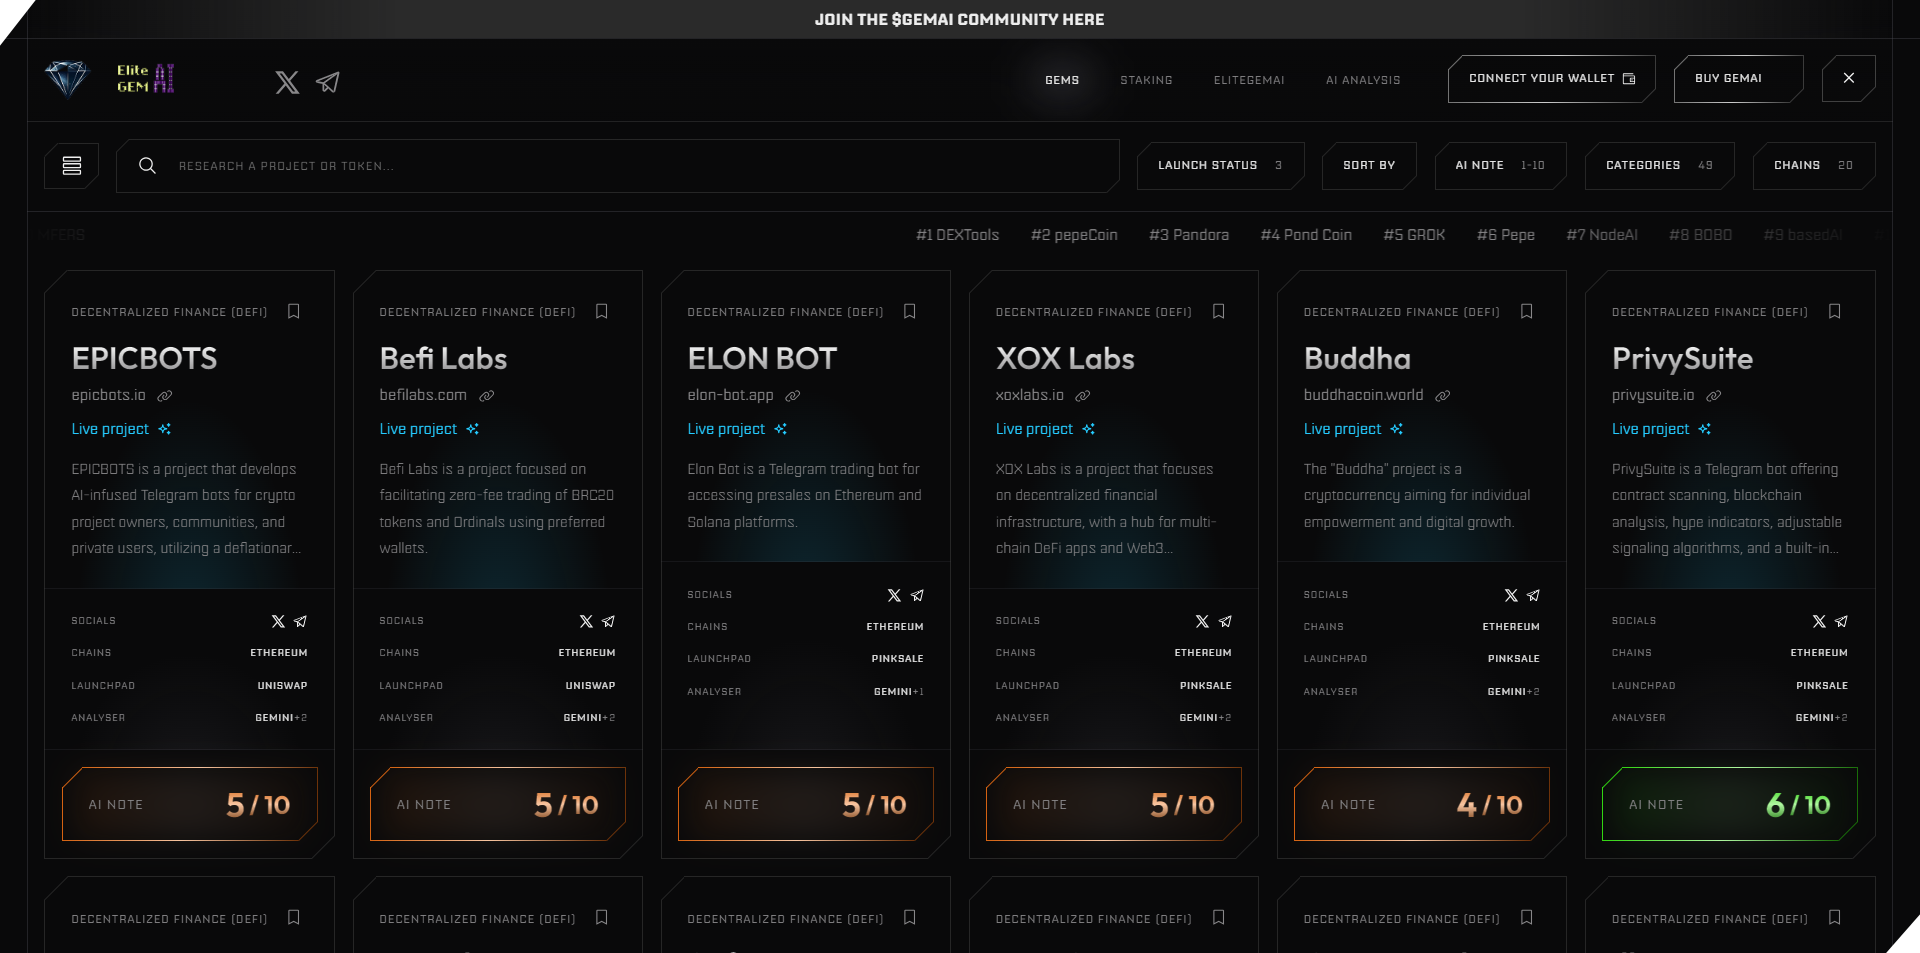 JOIN THE $GEMAI COMMUNITY HERE
Elite
GEM AI
GEMS
STAKING
ELITEGEMAI
AI ANALYSIS
CONNECT YOUR WALLET
BUY GEMAI
RESEARCH A PROJECT OR TOKEN...
LAUNCH STATUS 3
SORT BY
AI NOTE 1-10
CATEGORIES 49
CHAINS 20
MFERS
#1 DEXTools
#2 pepeCoin
#3 Pandora
#4 Pond Coin
#5 GROK
#6 Pepe
#7 NodeAI
#8 BOBO
#9 basedAI
DECENTRALIZED FINANCE (DEFI)
EPICBOTS
epicbots.io
Live project
EPICBOTS is a project that develops
AI-infused Telegram bots for crypto
project owners, communities, and
private users, utilizing a deflationar...
SOCIALS
CHAINS ETHEREUM
LAUNCHPAD UNISWAP
ANALYSER GEMINI+2
AI NOTE 5 / 10
DECENTRALIZED FINANCE (DEFI)
Befi Labs
befilabs.com
Live project
Befi Labs is a project focused on
facilitating zero-fee trading of BRC20
tokens and Ordinals using preferred
wallets.
SOCIALS
CHAINS ETHEREUM
LAUNCHPAD UNISWAP
ANALYSER GEMINI+2
AI NOTE 5 / 10
DECENTRALIZED FINANCE (DEFI)
ELON BOT
elon-bot.app
Live project
Elon Bot is a Telegram trading bot for
accessing presales on Ethereum and
Solana platforms.
SOCIALS
CHAINS ETHEREUM
LAUNCHPAD PINKSALE
ANALYSER GEMINI+1
AI NOTE 5 / 10
DECENTRALIZED FINANCE (DEFI)
XOX Labs
xoxlabs.io
Live project
XOX Labs is a project that focuses
on decentralized financial
infrastructure, with a hub for multi-
chain DeFi apps and Web3...
SOCIALS
CHAINS ETHEREUM
LAUNCHPAD PINKSALE
ANALYSER GEMINI+2
AI NOTE 5 / 10
DECENTRALIZED FINANCE (DEFI)
Buddha
buddhacoin.world
Live project
The "Buddha" project is a
cryptocurrency aiming for individual
empowerment and digital growth.
SOCIALS
CHAINS ETHEREUM
LAUNCHPAD PINKSALE
ANALYSER GEMINI+2
AI NOTE 4 / 10
DECENTRALIZED FINANCE (DEFI)
PrivySuite
privysuite.io
Live project
PrivySuite is a Telegram bot offering
contract scanning, blockchain
analysis, hype indicators, adjustable
signaling algorithms, and a built-in...
SOCIALS
CHAINS ETHEREUM
LAUNCHPAD PINKSALE
ANALYSER GEMINI+2
AI NOTE 6 / 10
DECENTRALIZED FINANCE (DEFI)
DECENTRALIZED FINANCE (DEFI)
DECENTRALIZED FINANCE (DEFI)
DECENTRALIZED FINANCE (DEFI)
DECENTRALIZED FINANCE (DEFI)
DECENTRALIZED FINANCE (DEFI)